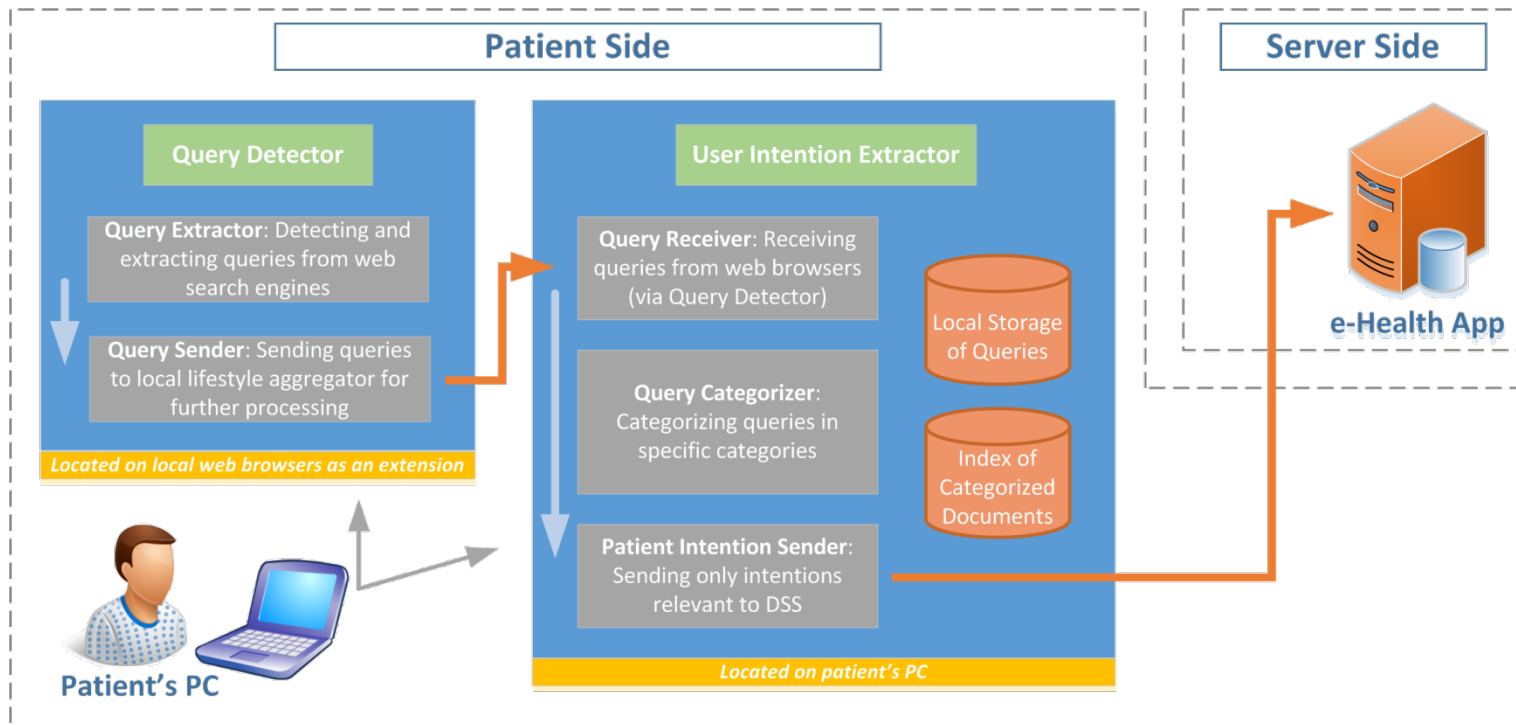 Patient Side
Server Side
Query Detector
Query Extractor: Detecting and
extracting queries from web
search engines
Query Sender: Sending queries
to local lifestyle aggregator for
further processing
Located on local web browsers as an extension
User Intention Extractor
Query Receiver: Receiving
queries from web browsers
(via Query Detector)
Query Categorizer:
Categorizing queries in
specific categories
Patient Intention Sender:
Sending only intentions
relevant to DSS
Local Storage
of Queries
Index of
Categorized
Documents
Located on patient's PC
e-Health App
Patient's PC